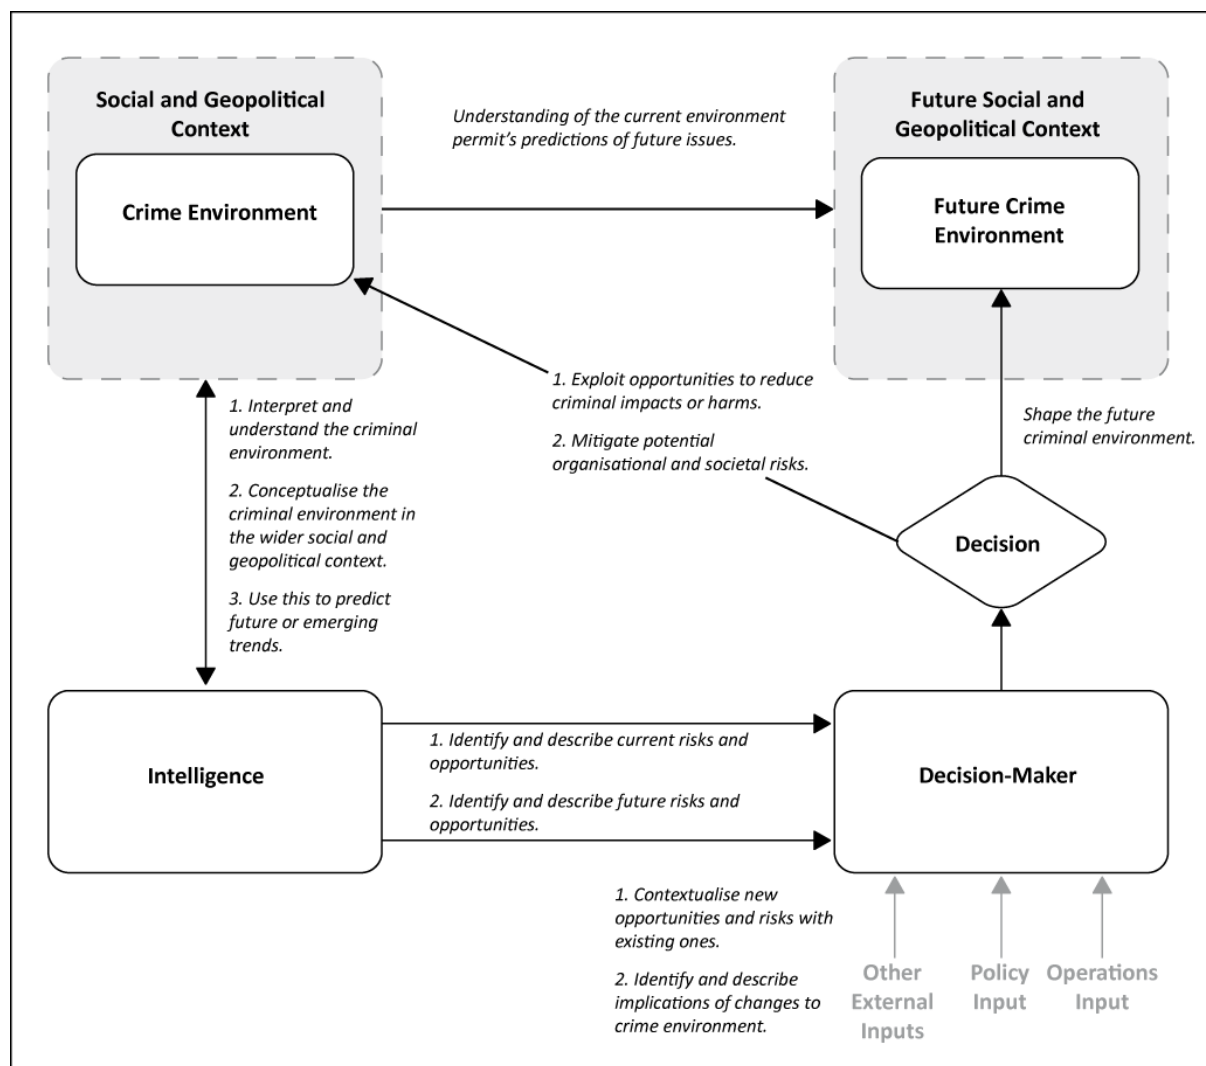 Social and Geopolitical
Context
Crime Environment
Understanding of the current environment
permit's predictions of future issues.
Future Social and
Geopolitical Context
Future Crime
Environment
1. Exploit opportunities to reduce
criminal impacts or harms.
2. Mitigate potential
organisational and societal risks.
Shape the future
criminal environment.
1. Interpret and
understand the criminal
environment.
2. Conceptualise the
criminal environment in
the wider social and
geopolitical context.
3. Use this to predict
future or emerging
trends.
Decision
Intelligence
1. Identify and describe current risks and
opportunities.
2. Identify and describe future risks and
opportunities.
Decision-Maker
1. Contextualise new
opportunities and risks with
existing ones.
2. Identify and describe
implications of changes to
crime environment.
Other
External
Inputs
Policy
Input
Operations
Input